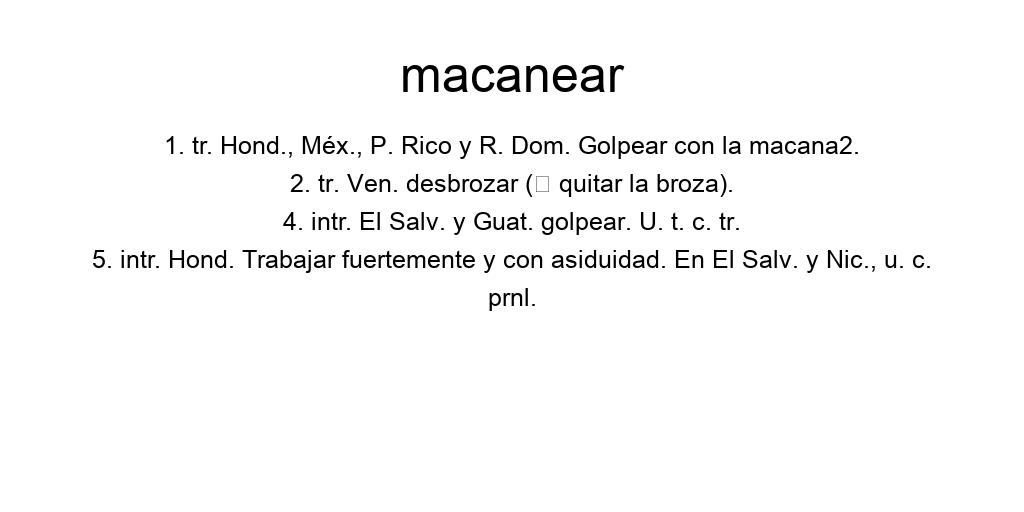 macanear
1. tr. Hond., Méx., P. Rico y R. Dom. Golpear con la macana2.
2. tr. Ven. desbrozar (□ quitar la broza).
4. intr. El Salv. y Guat. golpear. U. t. c. tr.
5. intr. Hond. Trabajar fuertemente y con asiduidad. En El Salv. y Nic., u. c.
prnl.